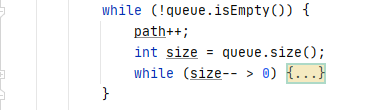 while (!queue.isEmpty()) {
path++;
int size = queue.size();
while (size-- > 0) {...}
}